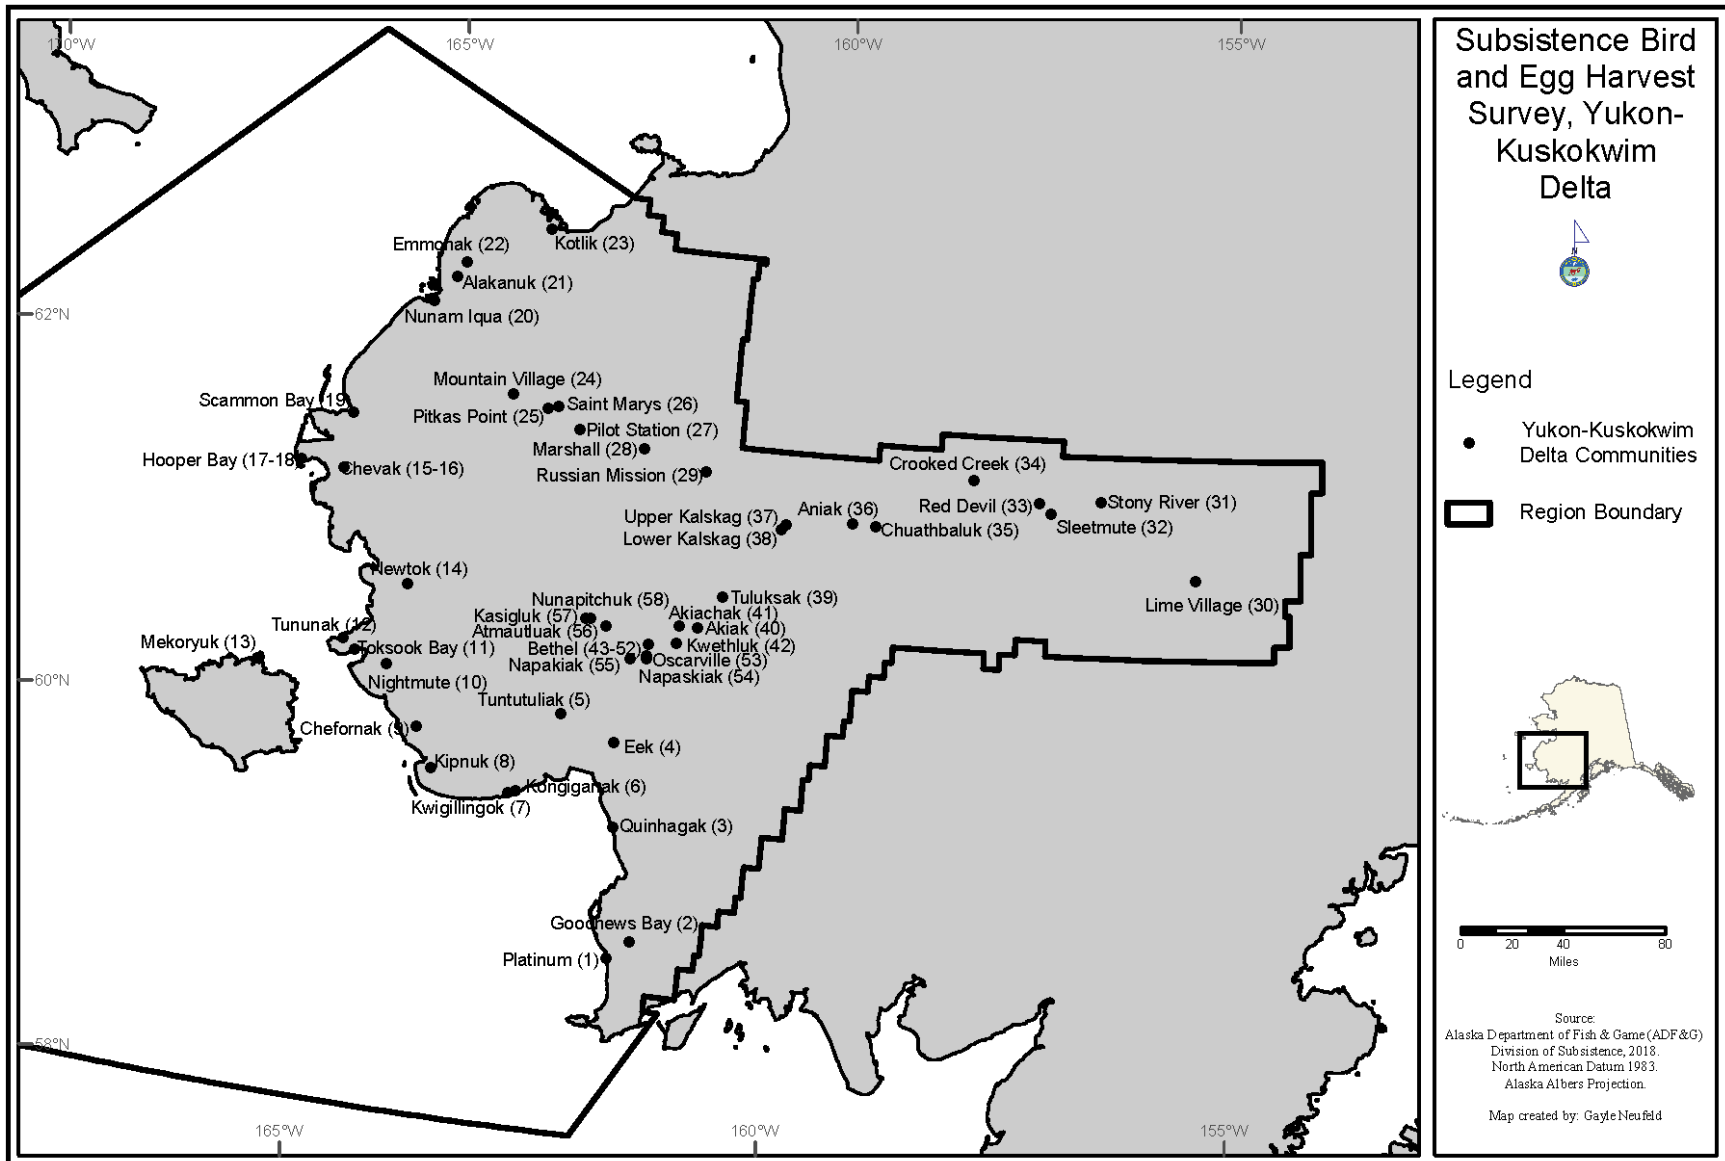 170°W
165°W
160°W
155°W
Subsistence Bird
and Egg Harvest
Survey, Yukon-
Kuskokwim
Delta
N
Emmonak (22)
Kotlik (23)
Alakanuk (21)
Nunam Iqua (20)
62°N
Mountain Village (24)
Scammon Bay (19)
Saint Marys (26)
Pitkas Point (25)
Pilot Station (27)
Marshall (28)
Hooper Bay (17-18)
Chevak (15-16)
Russian Mission (29)
Crooked Creek (34)
Red Devil (33)
Stony River (31)
Aniak (36)
Upper Kalskag (37)
Sleetmute (32)
Chuathbaluk (35)
Lower Kalskag (38)
Newtok (14)
Nunapitchuk (58)
Tuluksak (39)
Lime Village (30)
Kasigluk (57)
Akiachak (41)
Tununak (12)
Atmautluak (56)
Akiak (40)
Mekoryuk (13)
Toksook Bay (11)
Bethel (43-52)
Kwethluk (42)
Napakiak (55)
Oscarville (53)
Napaskiak (54)
60°N
Nightmute (10)
Tuntutuliak (5)
Chefornak (9)
Eek (4)
Kipnuk (8)
Kongiganak (6)
Kwigillingok (7)
Quinhagak (3)
Goodnews Bay (2)
Platinum (1)
58°N
165°W
160°W
155°W
Legend
Yukon-Kuskokwim
Delta Communities
Region Boundary
0 20 40 80
Miles
Source:
Alaska Department of Fish & Game (ADF&G)
Division of Subsistence, 2018.
North American Datum 1983.
Alaska Albers Projection.
Map created by: Gayle Neufeld